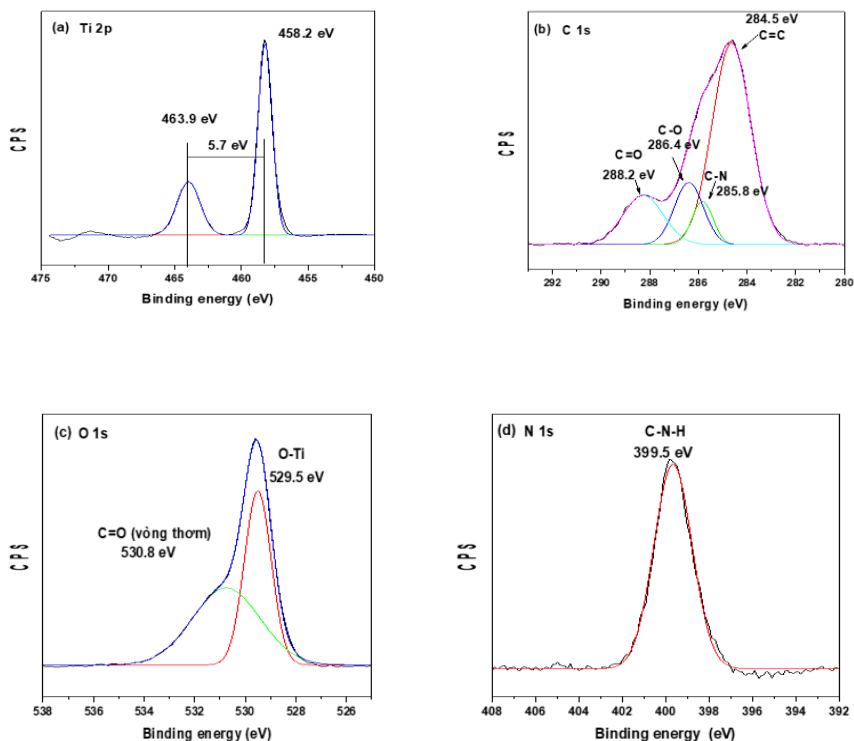 (a) Ti 2p
458.2 eV
463.9 eV
5.7 eV
CPS
475 470 465 460 455 450
Binding energy (eV)
(b) C 1s
284.5 eV
C=C
C-O
286.4 eV
C=O
288.2 eV
C-N
285.8 eV
CPS
292 290 288 286 284 282 280
Binding energy (eV)
(c) O 1s
O-Ti
529.5 eV
C=O (vòng thơm)
530.8 eV
CPS
538 536 534 532 530 528 526
Binding energy (eV)
(d) N 1s
C-N-H
399.5 eV
CPS
408 406 404 402 400 398 396 394 392
Binding energy (eV)